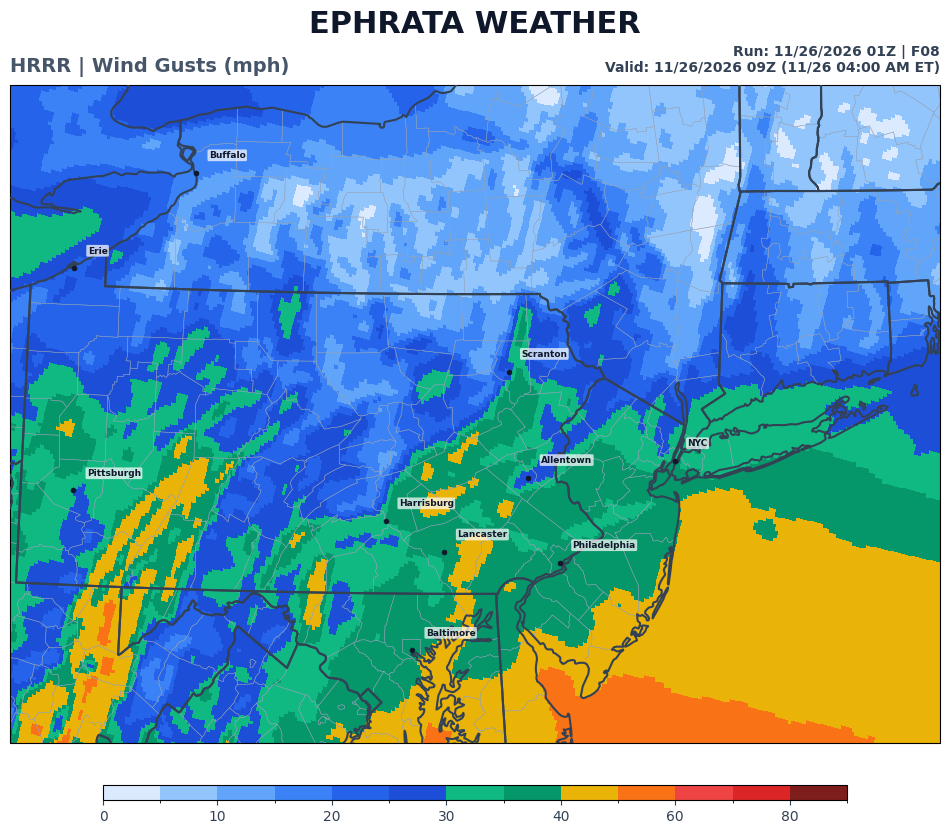 EPHRATA WEATHER
HRRR | Wind Gusts (mph)
Run: 11/26/2026 01Z | F08
Valid: 11/26/2026 09Z (11/26 04:00 AM ET)
Buffalo
Erie
Scranton
NYC
Allentown
Pittsburgh
Harrisburg
Lancaster
Philadelphia
Baltimore
0 10 20 30 40 50 60 70 80